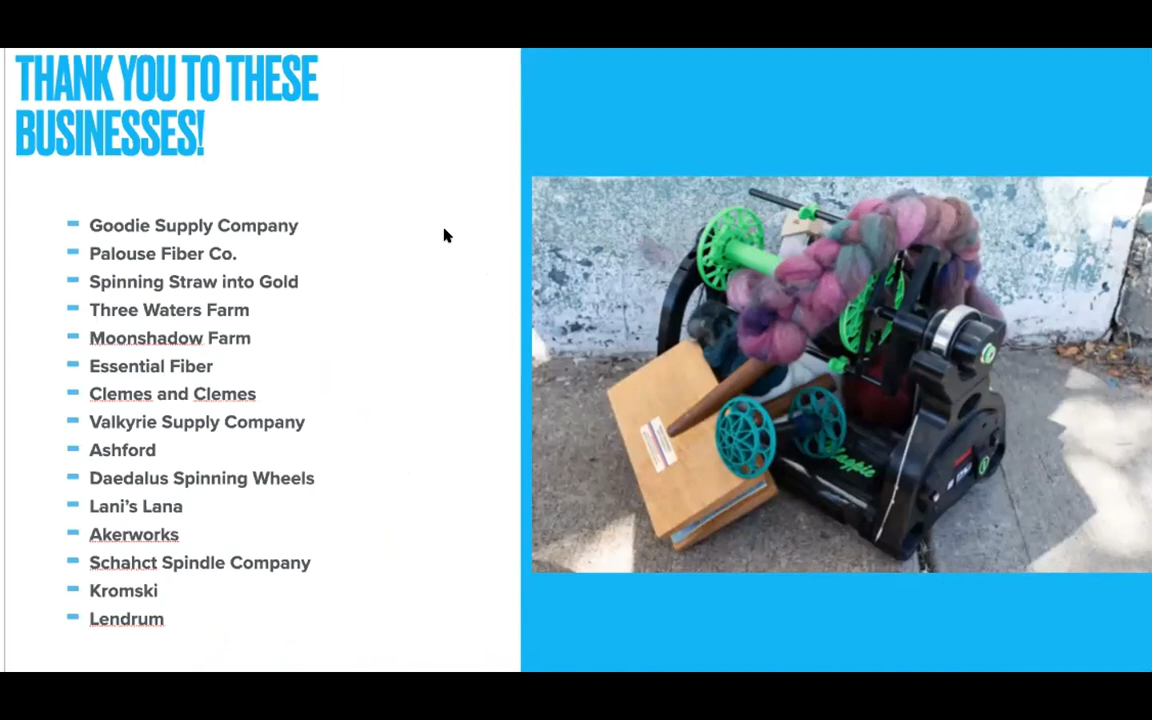 THANK YOU TO THESE
BUSINESSES!
Goodie Supply Company
Palouse Fiber Co.
Spinning Straw into Gold
Three Waters Farm
Moonshadow Farm
Essential Fiber
Clemes and Clemes
Valkyrie Supply Company
Ashford
Daedalus Spinning Wheels
Lani's Lana
Akerworks
Schahct Spindle Company
Kromski
Lendrum
Magpie